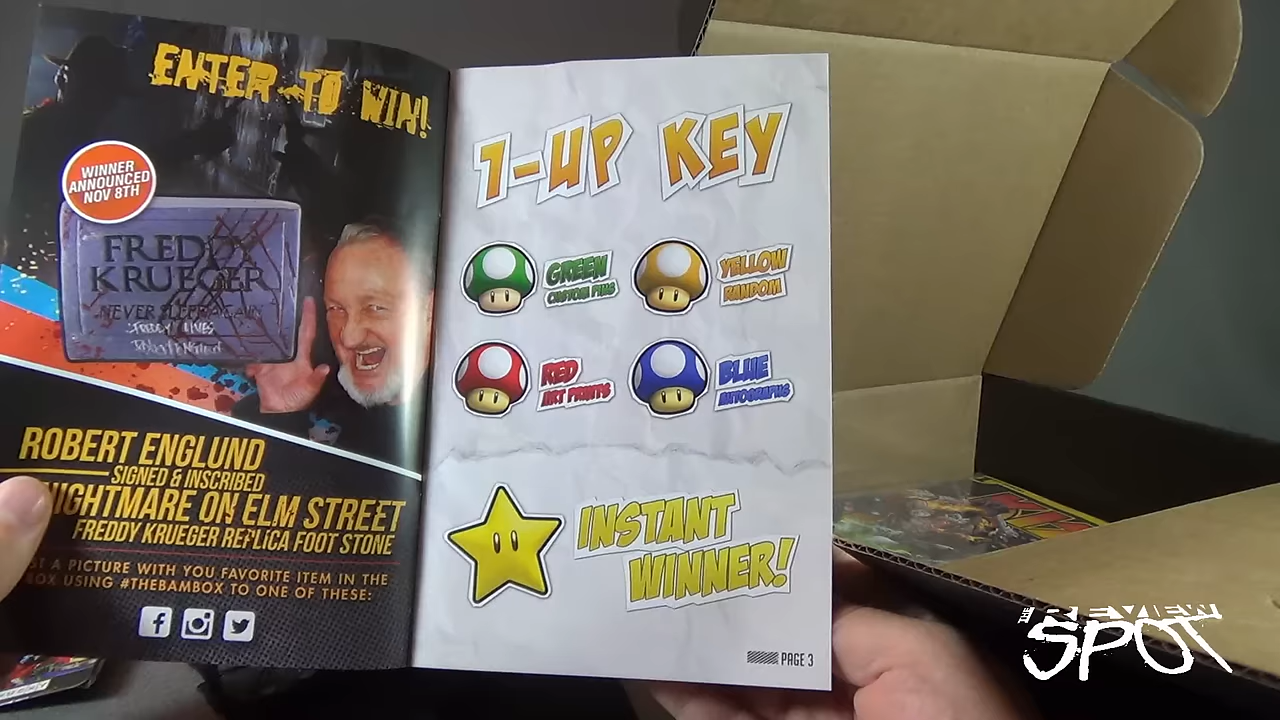 ENTER TO WIN!
WINNER
ANNOUNCED
NOV 8TH
FREDDY
KRUEGER
NEVER SLEEP AGAIN
"FREDDY" LIVES
ROBERT ENGLUND
SIGNED & INSCRIBED
NIGHTMARE ON ELM STREET
FREDDY KRUEGER REPLICA FOOT STONE
A PICTURE WITH YOU FAVORITE ITEM IN THE
BOX USING #THEBAMBOX TO ONE OF THESE:
1-UP KEY
GREEN
CUSTOM PINS
YELLOW
RANDOM
RED
ART PRINTS
BLUE
AUTOGRAPHS
INSTANT
WINNER!
PAGE 3
THE REVIEW
SPOT